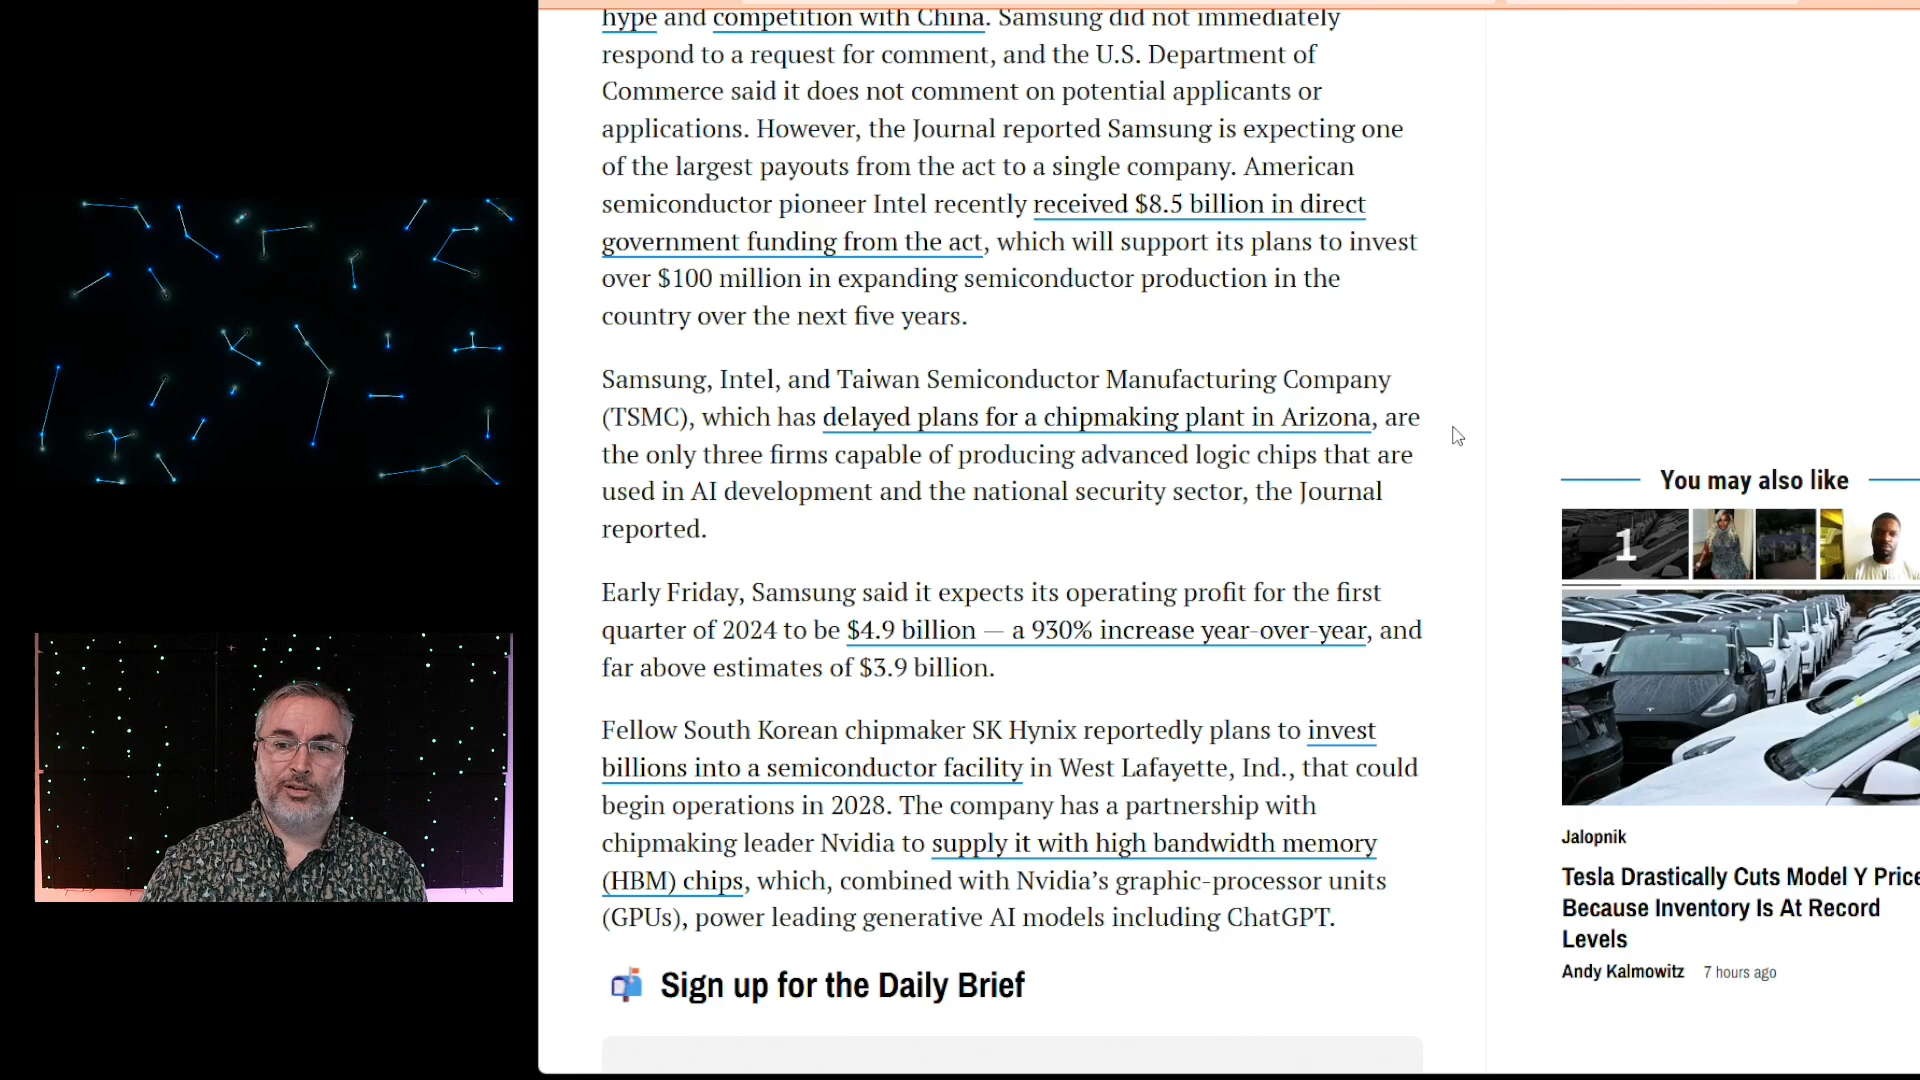 hype and competition with China. Samsung did not immediately
respond to a request for comment, and the U.S. Department of
Commerce said it does not comment on potential applicants or
applications. However, the Journal reported Samsung is expecting one
of the largest payouts from the act to a single company. American
semiconductor pioneer Intel recently received $8.5 billion in direct
government funding from the act, which will support its plans to invest
over $100 million in expanding semiconductor production in the
country over the next five years.
Samsung, Intel, and Taiwan Semiconductor Manufacturing Company
(TSMC), which has delayed plans for a chipmaking plant in Arizona, are
the only three firms capable of producing advanced logic chips that are
used in AI development and the national security sector, the Journal
reported.
Early Friday, Samsung said it expects its operating profit for the first
quarter of 2024 to be $4.9 billion — a 930% increase year-over-year, and
far above estimates of $3.9 billion.
Fellow South Korean chipmaker SK Hynix reportedly plans to invest
billions into a semiconductor facility in West Lafayette, Ind., that could
begin operations in 2028. The company has a partnership with
chipmaking leader Nvidia to supply it with high bandwidth memory
(HBM) chips, which, combined with Nvidia’s graphic-processor units
(GPUs), power leading generative AI models including ChatGPT.
Sign up for the Daily Brief
You may also like
1
Jalopnik
Tesla Drastically Cuts Model Y Price
Because Inventory Is At Record
Levels
Andy Kalmowitz 7 hours ago